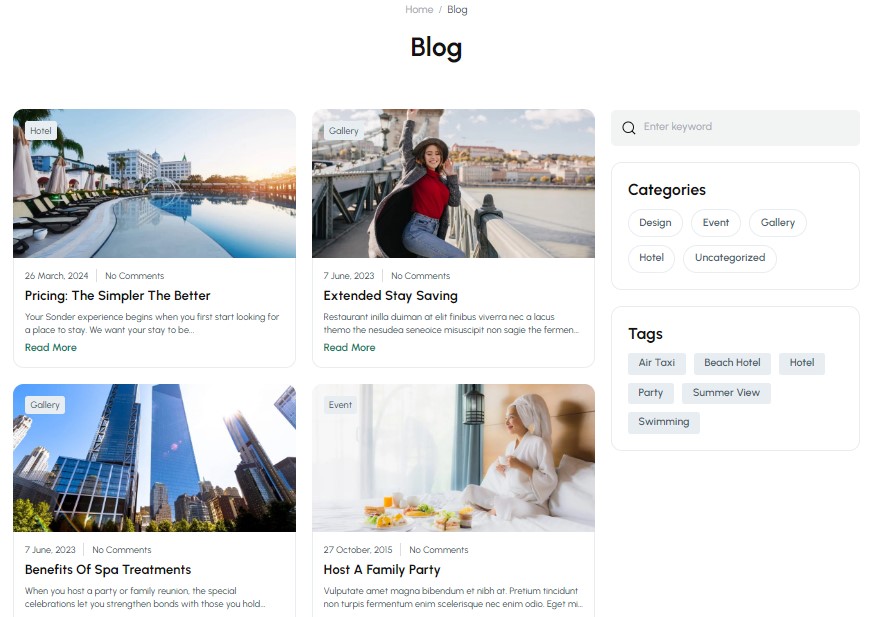 Home / Blog
Blog
Hotel
26 March, 2024 No Comments
Pricing: The Simpler The Better
Your Sonder experience begins when you first start looking for
a place to stay. We want your stay to be...
Read More
Gallery
7 June, 2023 No Comments
Extended Stay Saving
Restaurant inilla duiman at elit finibus viverra nec a lacus
themo the nesudea seneoice misuscipit non sagie the fermen...
Read More
Gallery
7 June, 2023 No Comments
Benefits Of Spa Treatments
When you host a party or family reunion, the special
celebrations let you strengthen bonds with those you hold...
Event
27 October, 2015 No Comments
Host A Family Party
Vulputate amet magna bibendum et nibh at. Pretium tincidunt
non turpis fermentum enim scelerisque nec enim odio. Eget mi...
Enter keyword
Categories
Design Event Gallery
Hotel Uncategorized
Tags
Air Taxi Beach Hotel Hotel
Party Summer View
Swimming